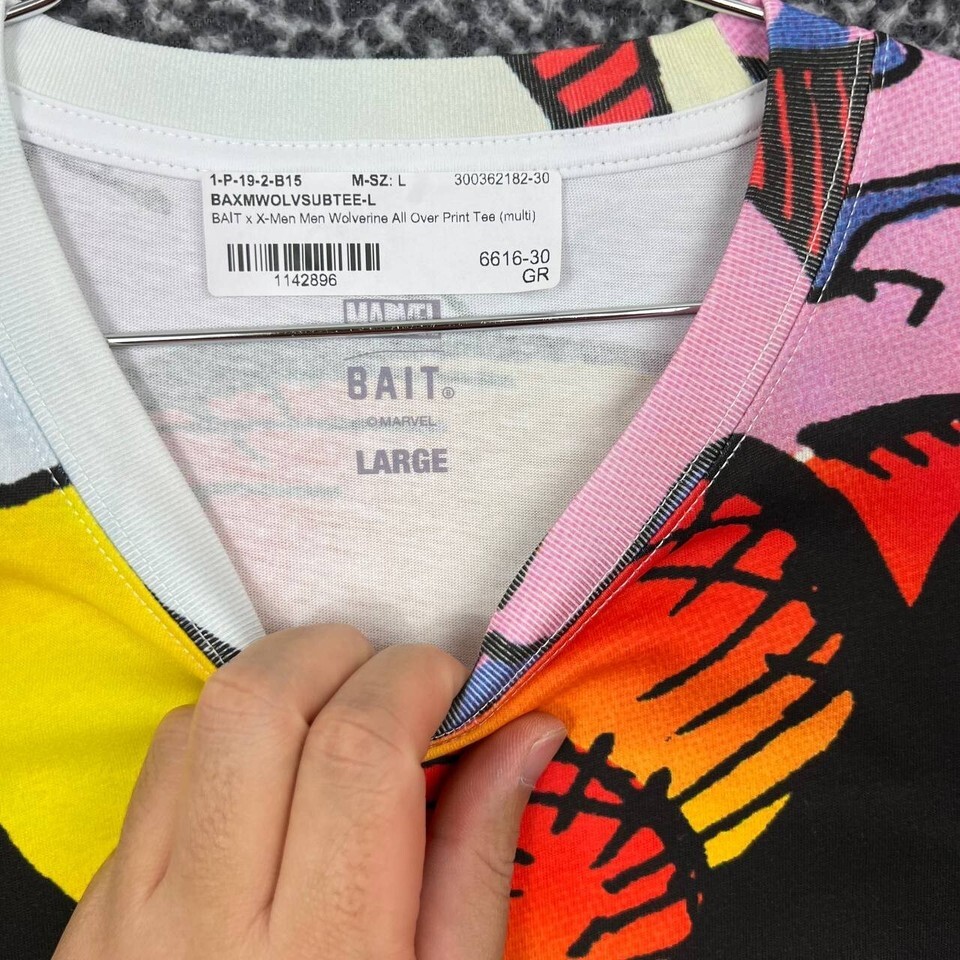 1-P-19-2-B15 M-SZ: L 300362182-30
BAXMWOLVSUBTEE-L
BAIT x X-Men Men Wolverine All Over Print Tee (multi)
6616-30
1142896 GR
MARVEL
BAIT®
© MARVEL
LARGE